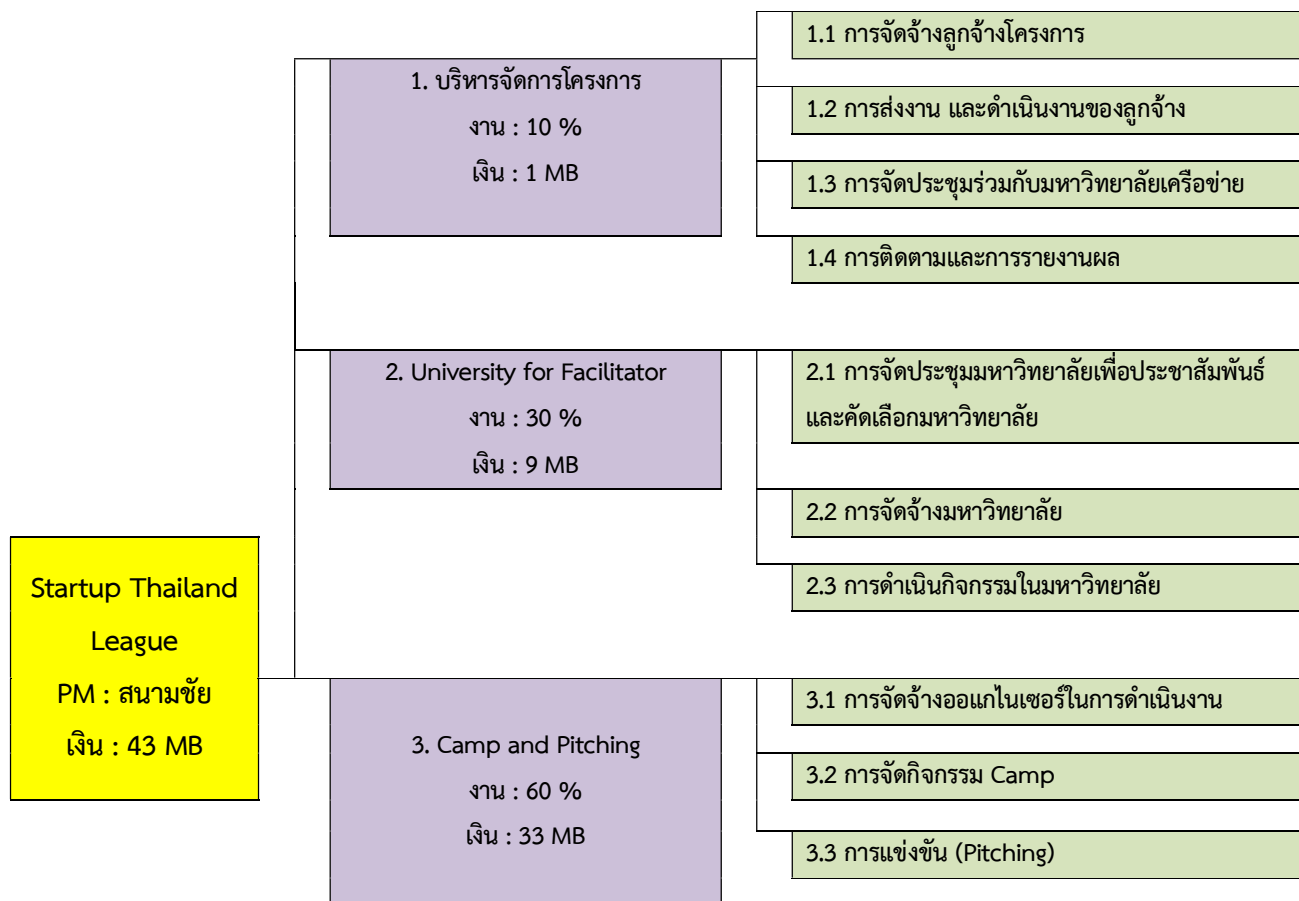 Startup Thailand
League
PM : สนามชัย
เงิน : 43 MB
1. บริหารจัดการโครงการ
งาน : 10 %
เงิน : 1 MB
1.1 การจัดจ้างลูกจ้างโครงการ
1.2 การส่งงาน และดำเนินงานของลูกจ้าง
1.3 การจัดประชุมร่วมกับมหาวิทยาลัยเครือข่าย
1.4 การติดตามและการรายงานผล
2. University for Facilitator
งาน : 30 %
เงิน : 9 MB
2.1 การจัดประชุมมหาวิทยาลัยเพื่อประชาสัมพันธ์
และคัดเลือกมหาวิทยาลัย
2.2 การจัดจ้างมหาวิทยาลัย
2.3 การดำเนินกิจกรรมในมหาวิทยาลัย
3. Camp and Pitching
งาน : 60 %
เงิน : 33 MB
3.1 การจัดจ้างออแกไนเซอร์ในการดำเนินงาน
3.2 การจัดกิจกรรม Camp
3.3 การแข่งขัน (Pitching)